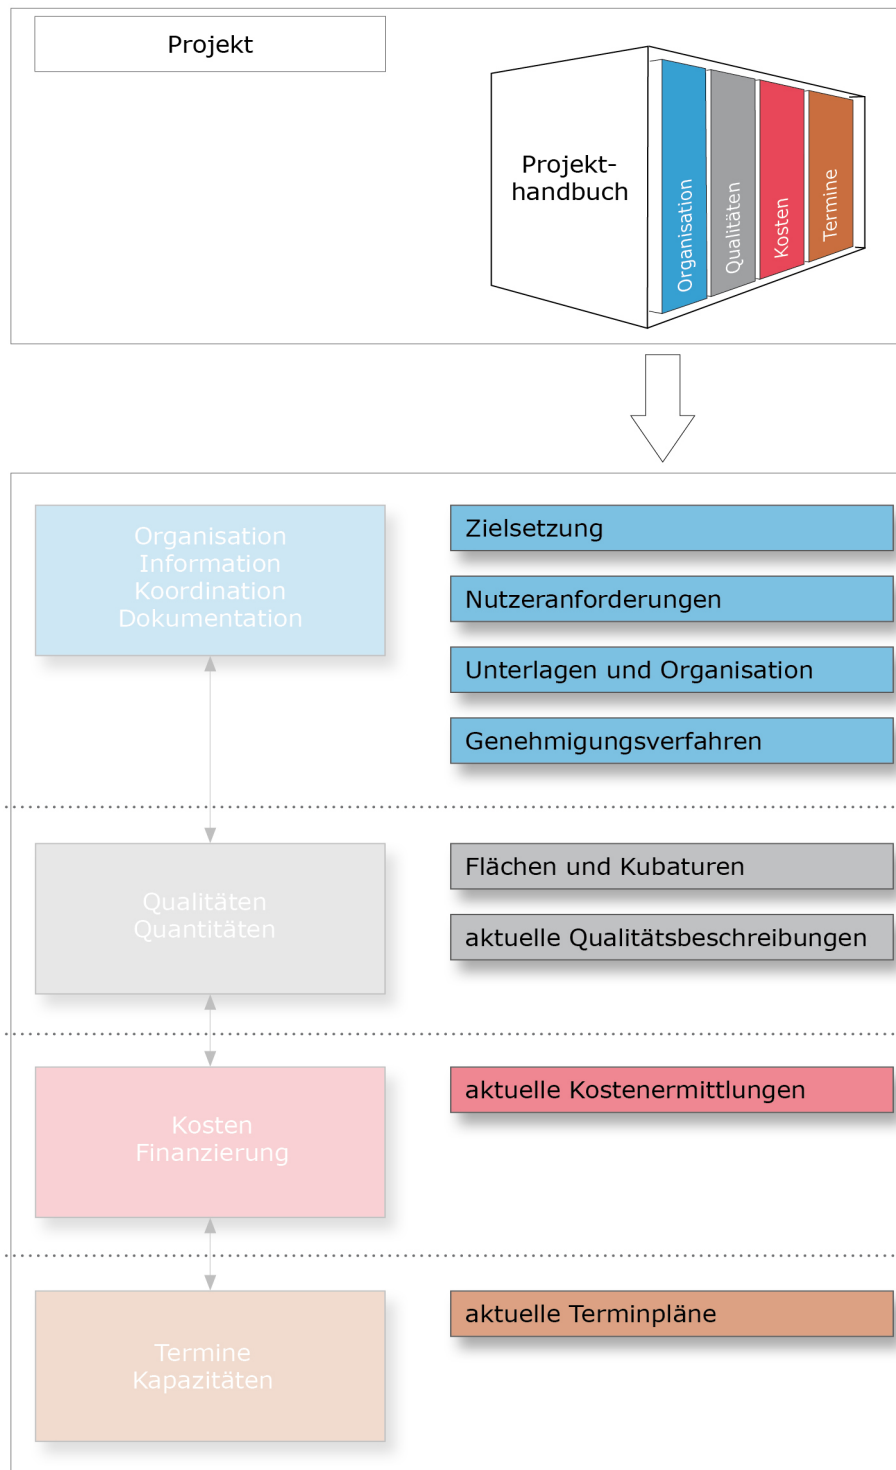 Projekt
Projekt-
handbuch
Organisation
Qualitäten
Kosten
Termine
Organisation
Information
Koordination
Dokumentation
Zielsetzung
Nutzeranforderungen
Unterlagen und Organisation
Genehmigungsverfahren
Qualitäten
Quantitäten
Flächen und Kubaturen
aktuelle Qualitätsbeschreibungen
Kosten
Finanzierung
aktuelle Kostenermittlungen
Termine
Kapazitäten
aktuelle Terminpläne